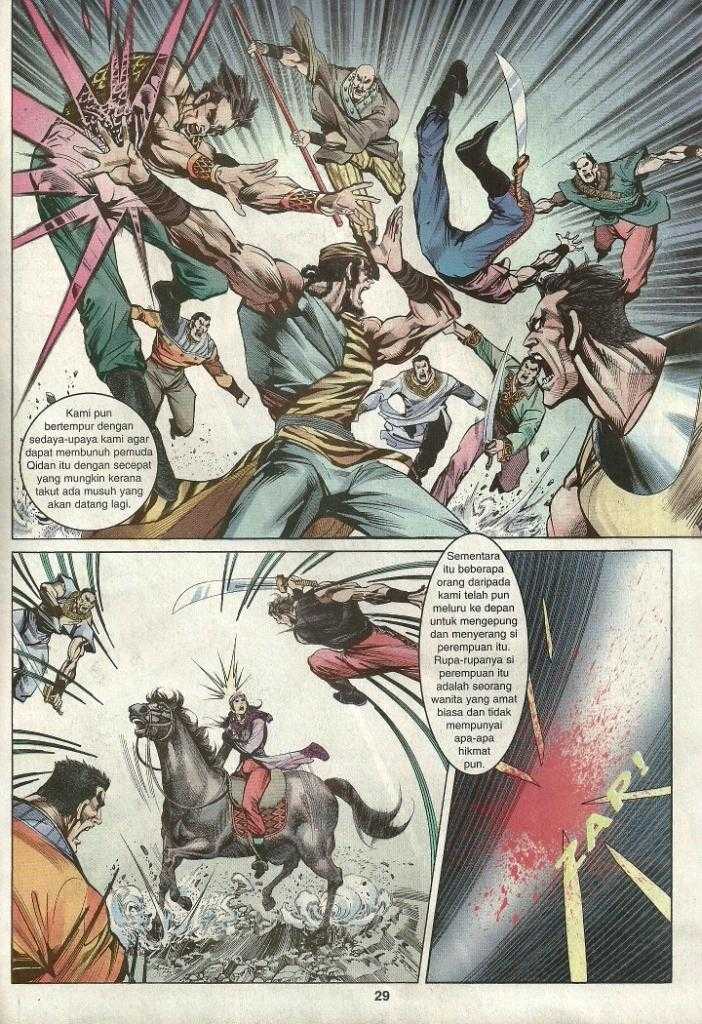 Kami pun
bertempur dengan
sedaya-upaya kami agar
dapat membunuh pemuda
Qidan itu dengan secepat
yang mungkin kerana
takut ada musuh yang
akan datang lagi.
Sementara
itu beberapa
orang daripada
kami telah pun
meluru ke depan
untuk mengepung
dan menyerang si
perempuan itu.
Rupa-rupanya si
perempuan itu
adalah seorang
wanita yang amat
biasa dan tidak
mempunyai
apa-apa
hikmat
pun.
ZAP!
29